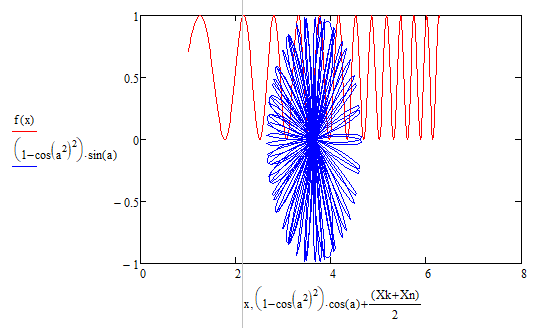 1
0.5
f(x)
(1−cos(a²)²)·sin(a)
0
−0.5
−1
0 2 4 6 8
x,(1−cos(a²)²)·cos(a)+(Xk+Xn)/2